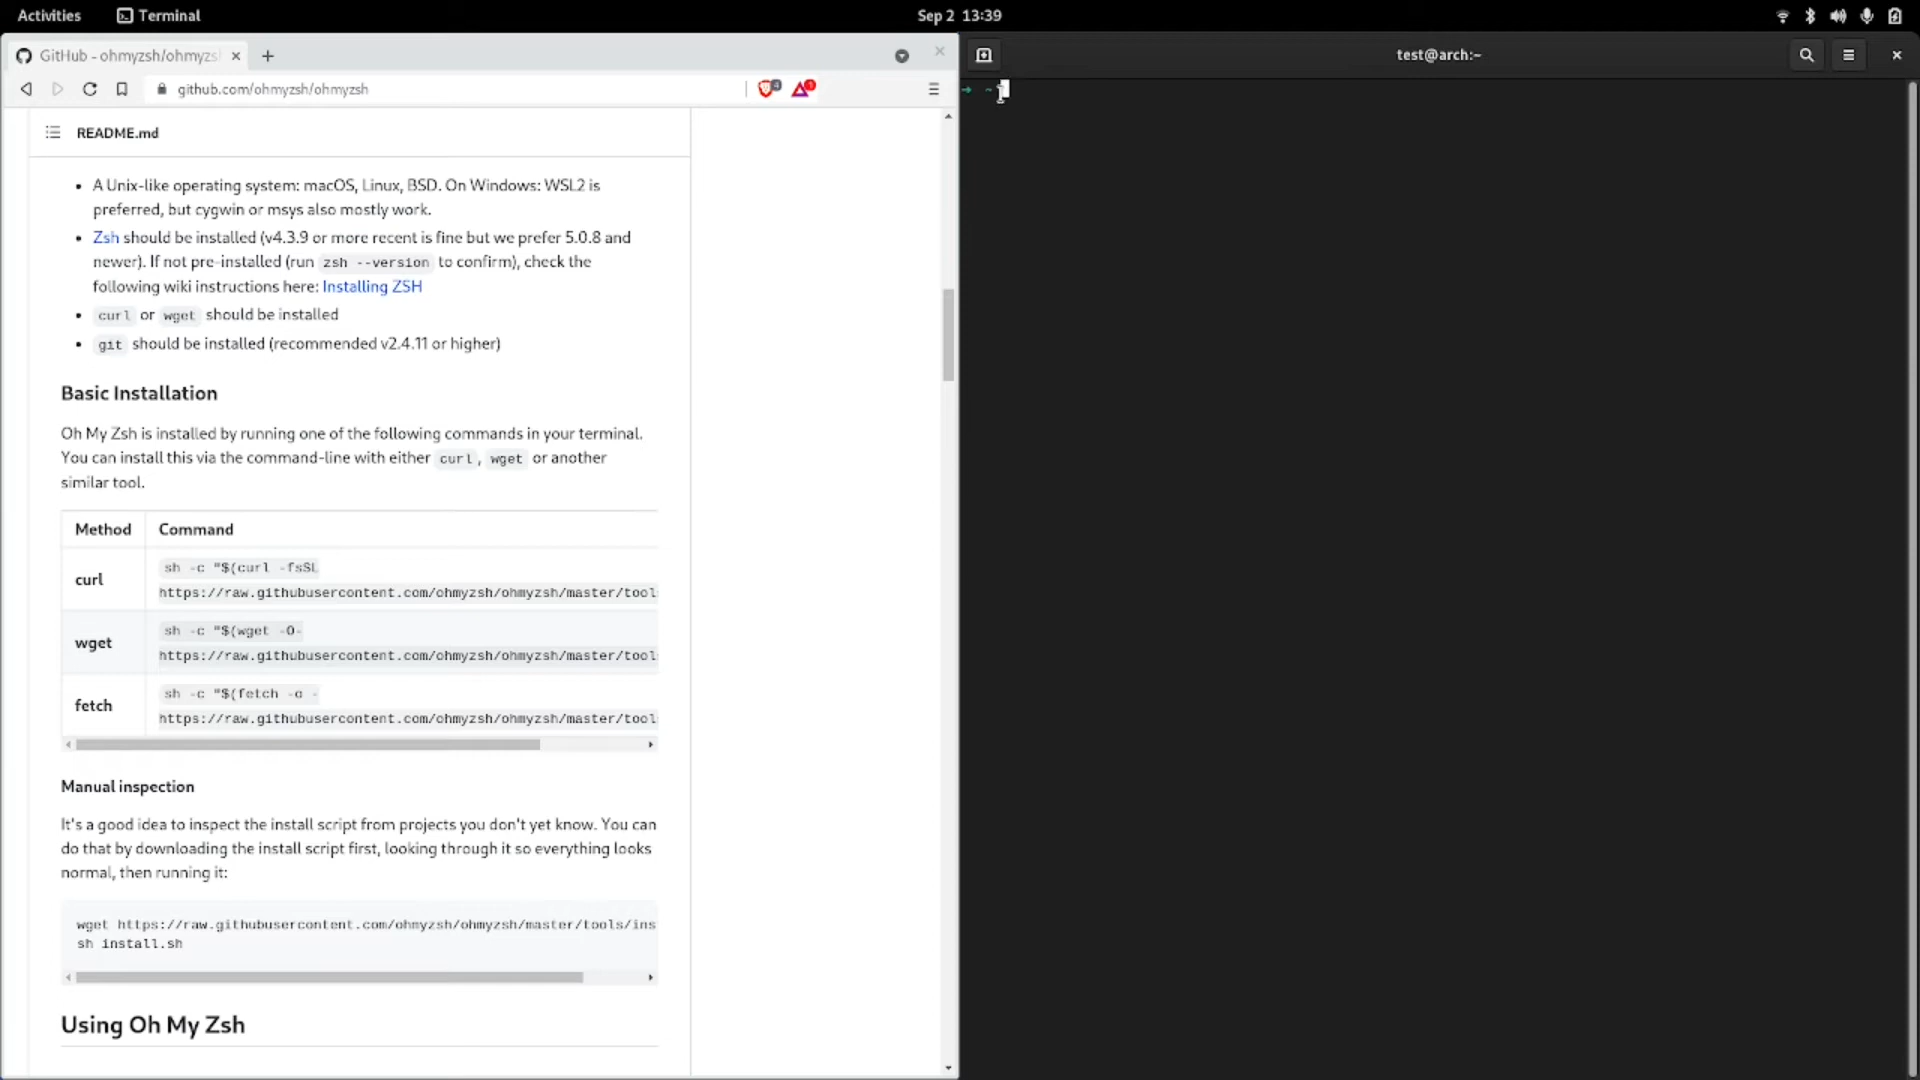 Activities
Terminal
Sep 2 13:39
GitHub - ohmyzsh/ohmyzs
github.com/ohmyzsh/ohmyzsh
4
1
README.md
• A Unix-like operating system: macOS, Linux, BSD. On Windows: WSL2 is
preferred, but cygwin or msys also mostly work.
• Zsh should be installed (v4.3.9 or more recent is fine but we prefer 5.0.8 and
newer). If not pre-installed (run zsh --version to confirm), check the
following wiki instructions here: Installing ZSH
• curl or wget should be installed
• git should be installed (recommended v2.4.11 or higher)
Basic Installation
Oh My Zsh is installed by running one of the following commands in your terminal.
You can install this via the command-line with either curl, wget or another
similar tool.
Method Command
curl
sh -c "$(curl -fsSL
https://raw.githubusercontent.com/ohmyzsh/ohmyzsh/master/tool
wget
sh -c "$(wget -O-
https://raw.githubusercontent.com/ohmyzsh/ohmyzsh/master/tool
fetch
sh -c "$(fetch -o -
https://raw.githubusercontent.com/ohmyzsh/ohmyzsh/master/tool
Manual inspection
It's a good idea to inspect the install script from projects you don't yet know. You can
do that by downloading the install script first, looking through it so everything looks
normal, then running it:
wget https://raw.githubusercontent.com/ohmyzsh/ohmyzsh/master/tools/ins
sh install.sh
Using Oh My Zsh
test@arch:~
→ ~